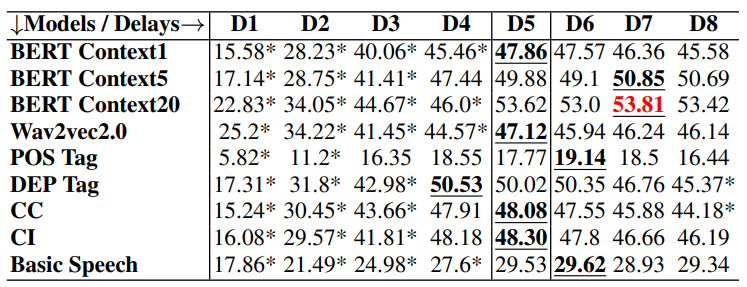 ↓Models / Delays→ D1 D2 D3 D4 D5 D6 D7 D8
BERT Context1 15.58* 28.23* 40.06* 45.46* 47.86 47.57 46.36 45.58
BERT Context5 17.14* 28.75* 41.41* 47.44 49.88 49.1 50.85 50.69
BERT Context20 22.83* 34.05* 44.67* 46.0* 53.62 53.0 53.81 53.42
Wav2vec2.0 25.2* 34.22* 41.45* 44.57* 47.12 45.94 46.24 46.14
POS Tag 5.82* 11.2* 16.35 18.55 17.77 19.14 18.5 16.44
DEP Tag 17.31* 31.8* 42.98* 50.53 50.02 50.35 46.76 45.37*
CC 15.24* 30.45* 43.66* 47.91 48.08 47.55 45.88 44.18*
CI 16.08* 29.57* 41.81* 48.18 48.30 47.8 46.66 46.19
Basic Speech 17.86* 21.49* 24.98* 27.6* 29.53 29.62 28.93 29.34